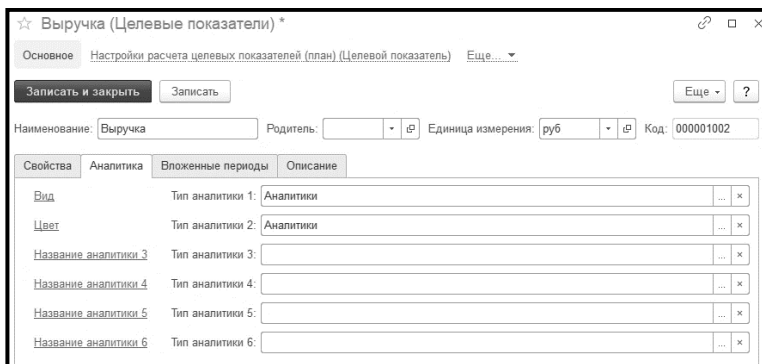 Выручка (Целевые показатели) *
Основное Настройки расчета целевых показателей (план) (Целевой показатель) Еще...
Записать и закрыть Записать Еще ?
Наименование: Выручка Родитель: Единица измерения: руб Код: 000001002
Свойства Аналитика Вложенные периоды Описание
Вид Тип аналитики 1: Аналитики ... ×
Цвет Тип аналитики 2: Аналитики ... ×
Название аналитики 3 Тип аналитики 3: ... ×
Название аналитики 4 Тип аналитики 4: ... ×
Название аналитики 5 Тип аналитики 5: ... ×
Название аналитики 6 Тип аналитики 6: ... ×